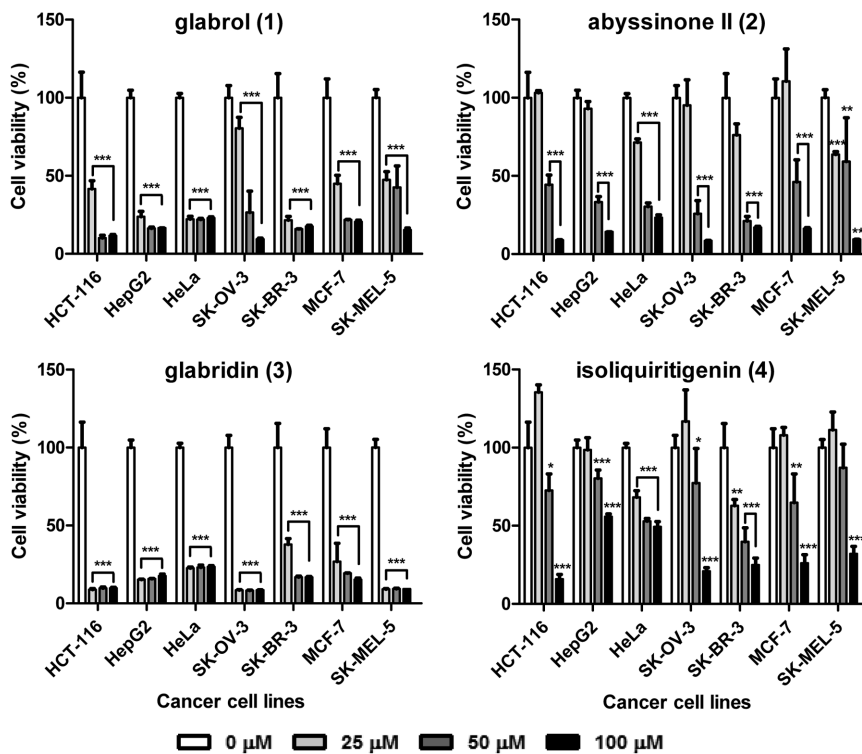 glabrol (1)
Cell viability (%)
150
100
50
0
***
***
***
***
***
***
***
HCT-116
HepG2
HeLa
SK-OV-3
SK-BR-3
MCF-7
SK-MEL-5
abyssinone II (2)
Cell viability (%)
150
100
50
0
***
***
***
***
***
***
***
**
**
HCT-116
HepG2
HeLa
SK-OV-3
SK-BR-3
MCF-7
SK-MEL-5
glabridin (3)
Cell viability (%)
150
100
50
0
***
***
***
***
***
***
***
HCT-116
HepG2
HeLa
SK-OV-3
SK-BR-3
MCF-7
SK-MEL-5
Cancer cell lines
isoliquiritigenin (4)
Cell viability (%)
150
100
50
0
*
***
***
***
***
*
***
**
***
**
***
***
HCT-116
HepG2
HeLa
SK-OV-3
SK-BR-3
MCF-7
SK-MEL-5
Cancer cell lines
0 μM 25 μM 50 μM 100 μM